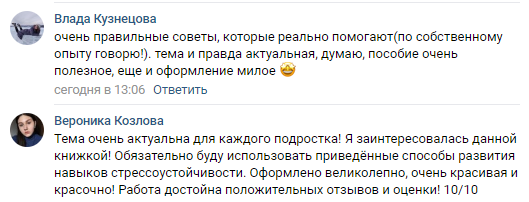 Влада Кузнецова
очень правильные советы, которые реально помогают(по собственному
опыту говорю!). тема и правда актуальная, думаю, пособие очень
полезное, еще и оформление милое 🤩
сегодня в 13:06 Ответить
Вероника Козлова
Тема очень актуальна для каждого подростка! Я заинтересовалась данной
книжкой! Обязательно буду использовать приведённые способы развития
навыков стрессоустойчивости. Оформлено великолепно, очень красивая и
красочно! Работа достойна положительных отзывов и оценки! 10/10